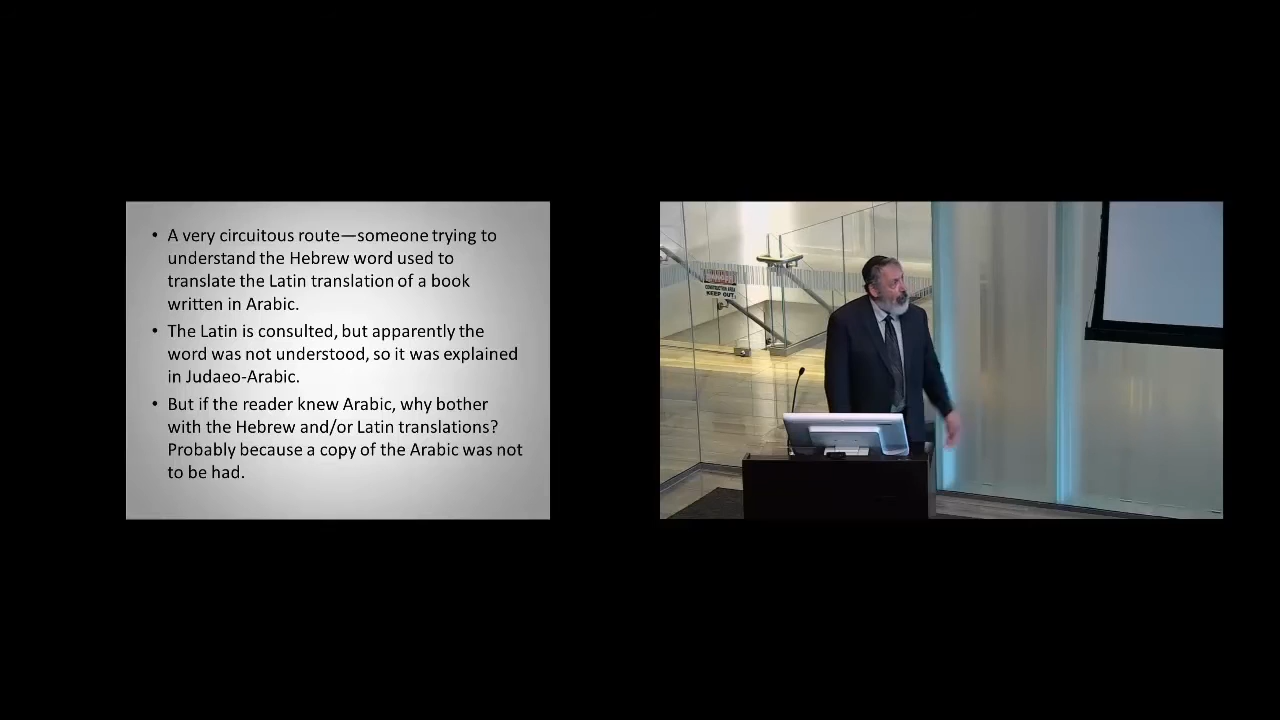 • A very circuitous route—someone trying to
understand the Hebrew word used to
translate the Latin translation of a book
written in Arabic.
• The Latin is consulted, but apparently the
word was not understood, so it was explained
in Judaeo-Arabic.
• But if the reader knew Arabic, why bother
with the Hebrew and/or Latin translations?
Probably because a copy of the Arabic was not
to be had.
CONSTRUCTION AREA
KEEP OUT